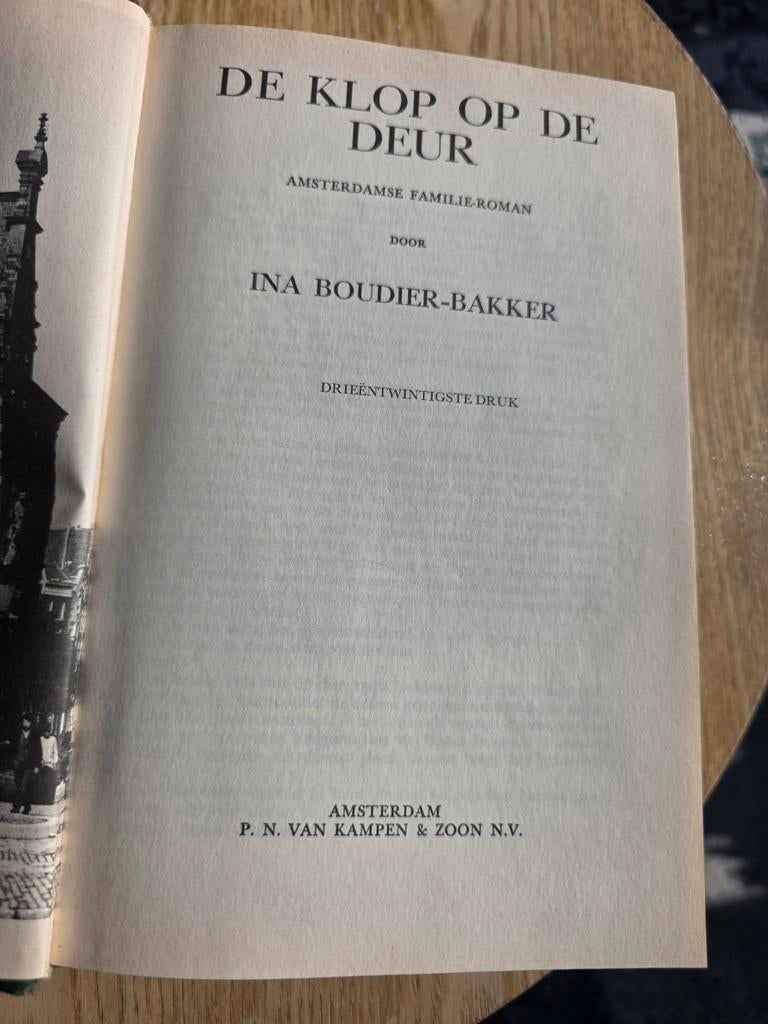 DE KLOP OP DE
DEUR
AMSTERDAMSE FAMILIE-ROMAN
DOOR
INA BOUDIER-BAKKER
DRIEËNTWINTIGSTE DRUK
AMSTERDAM
P. N. VAN KAMPEN & ZOON N.V.